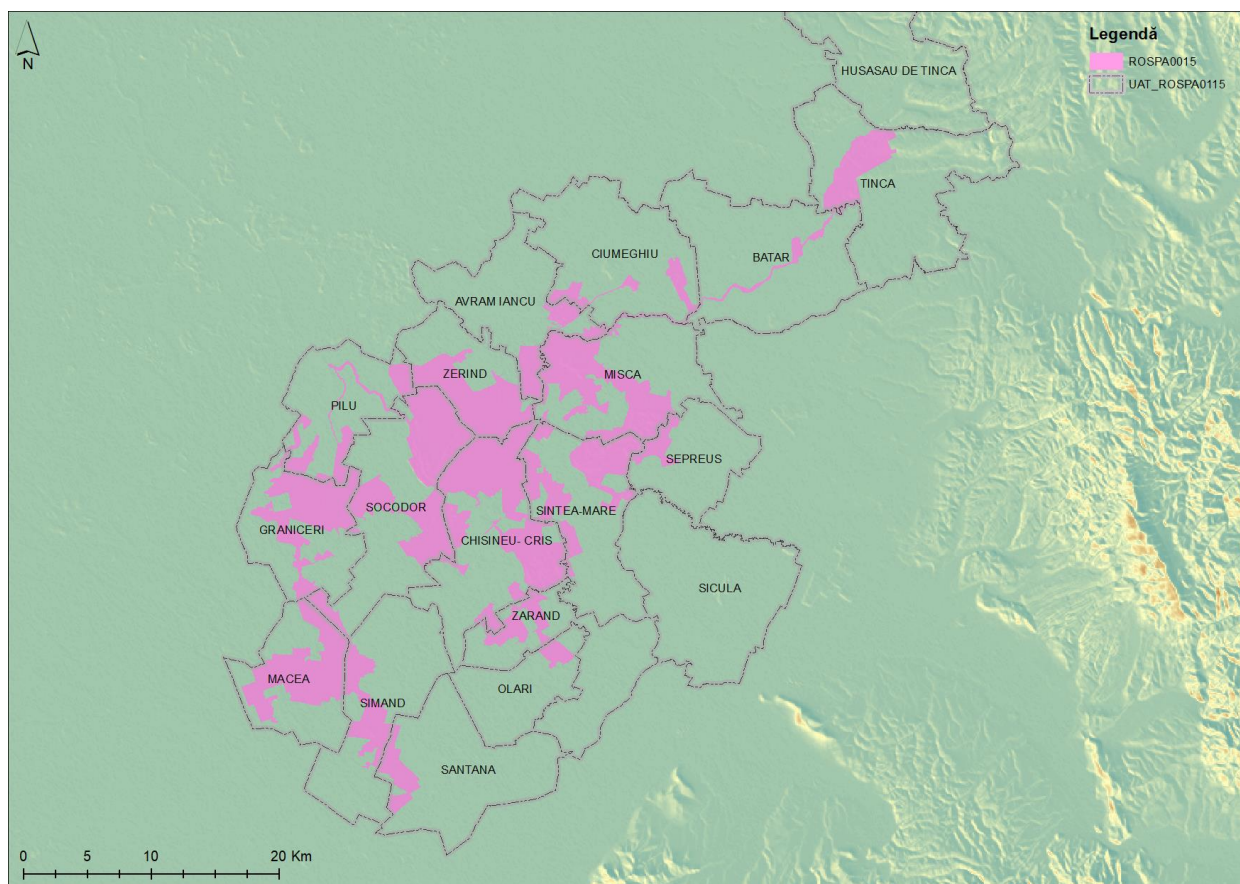 Legendă
ROSPA0015
UAT_ROSPA0115
N
HUSASAU DE TINCA
TINCA
CIUMEGHIU
BATAR
AVRAM IANCU
ZERIND
MISCA
PILU
SEPREUS
SOCODOR
SINTEA-MARE
GRANICERI
CHISINEU- CRIS
SICULA
ZARAND
MACEA
OLARI
SIMAND
SANTANA
0 5 10 20 Km